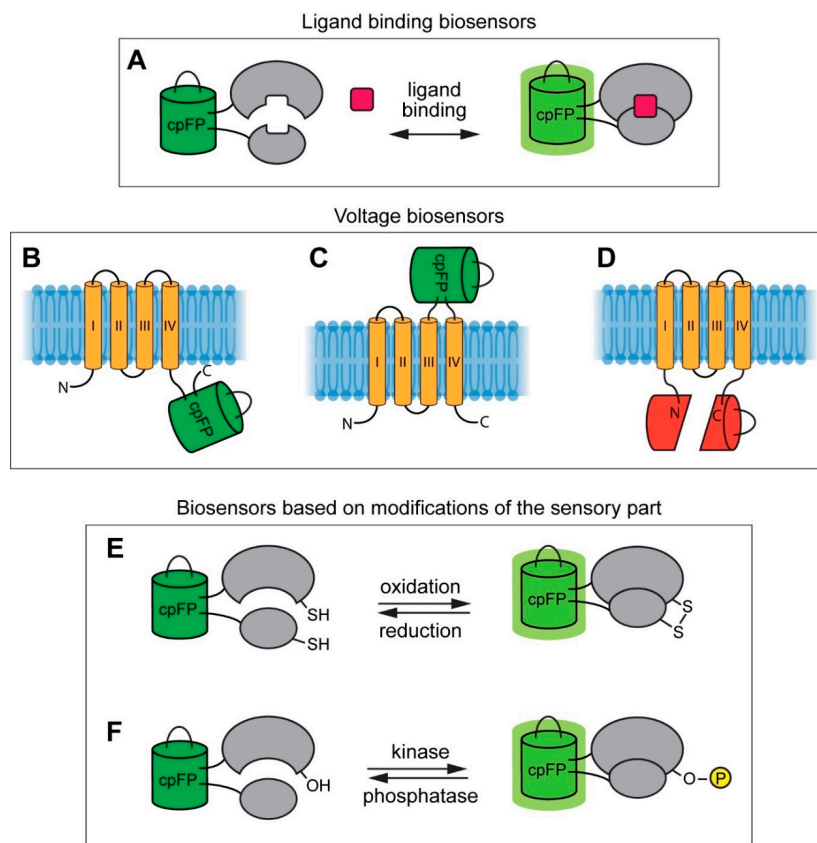 Ligand binding biosensors
A
cpFP
ligand
binding
cpFP
Voltage biosensors
B
I II III IV
N
C
cpFP
C
cpFP
I II III IV
N
C
D
I II III IV
N
C
Biosensors based on modifications of the sensory part
E
cpFP
SH
SH
oxidation
reduction
cpFP
S
S
F
cpFP
OH
kinase
phosphatase
cpFP
O
P